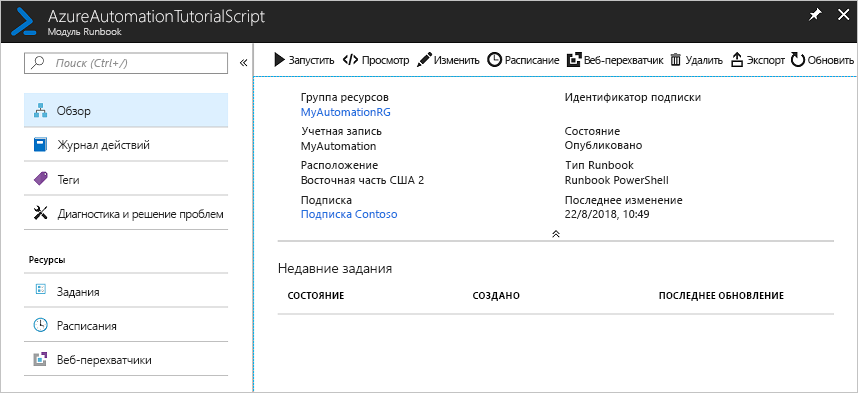 AzureAutomationTutorialScript
Модуль Runbook
Поиск (Ctrl+/)
«
Обзор
Журнал действий
Теги
Диагностика и решение проблем
Ресурсы
Задания
Расписания
Веб-перехватчики
Запустить </> Просмотр Изменить Расписание Веб-перехватчик Удалить Экспорт Обновить
Группа ресурсов
MyAutomationRG
Учетная запись
MyAutomation
Расположение
Восточная часть США 2
Подписка
Подписка Contoso
Идентификатор подписки
Состояние
Опубликовано
Тип Runbook
Runbook PowerShell
Последнее изменение
22/8/2018, 10:49
Недавние задания
СОСТОЯНИЕ СОЗДАНО ПОСЛЕДНЕЕ ОБНОВЛЕНИЕ